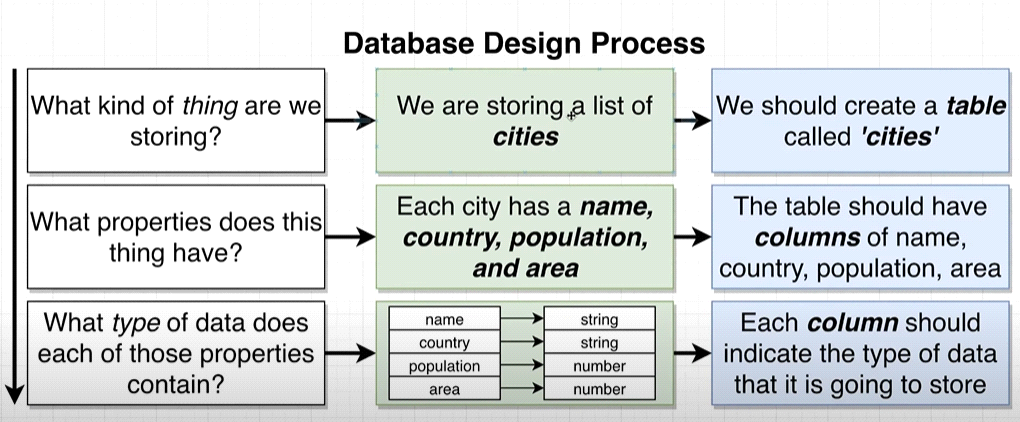 Database Design Process
What kind of thing are we
storing?
We are storing a list of
cities
We should create a table
called 'cities'
What properties does this
thing have?
Each city has a name,
country, population,
and area
The table should have
columns of name,
country, population, area
What type of data does
each of those properties
contain?
name
string
country
string
population
number
area
number
Each column should
indicate the type of data
that it is going to store